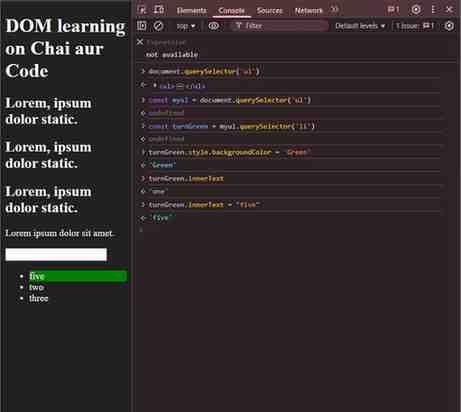 DOM learning
on Chai aur
Code
Lorem, ipsum
dolor static.
Lorem, ipsum
dolor static.
Lorem, ipsum
dolor static.
Lorem ipsum dolor sit amet.
five
two
three
Elements Console Sources Network 1
top Filter Default levels 1 Issue: 1
Expression
not available
document.querySelector('ul')
<ul>…</ul>
const myul = document.querySelector('ul')
undefined
const turnGreen = myul.querySelector('li')
undefined
turnGreen.style.backgroundColor = 'Green'
'Green'
turnGreen.innerText
'one'
turnGreen.innerText = "five"
'five'